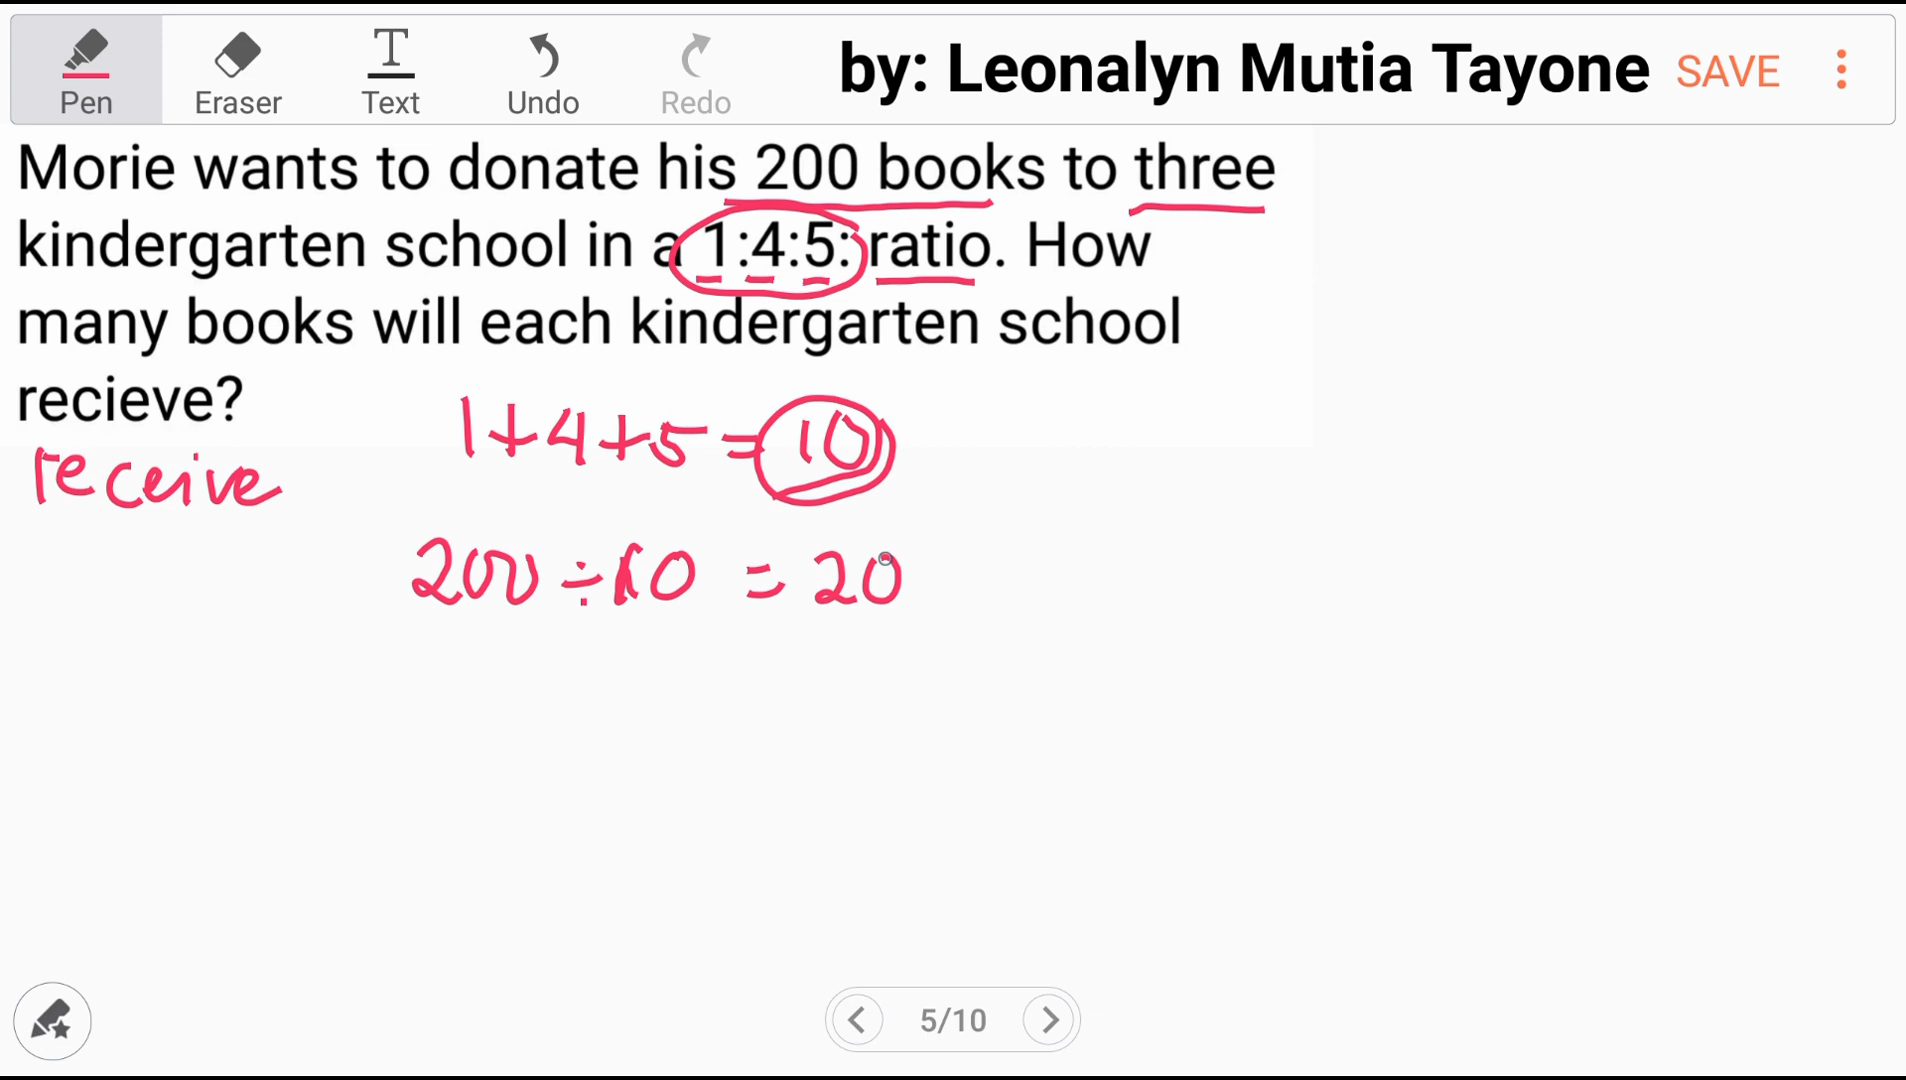 Pen Eraser Text Undo Redo by: Leonalyn Mutia Tayone SAVE
Morie wants to donate his 200 books to three
kindergarten school in a 1:4:5: ratio. How
many books will each kindergarten school
recieve?
1+4+5=10
receive
200÷10 = 20
5/10